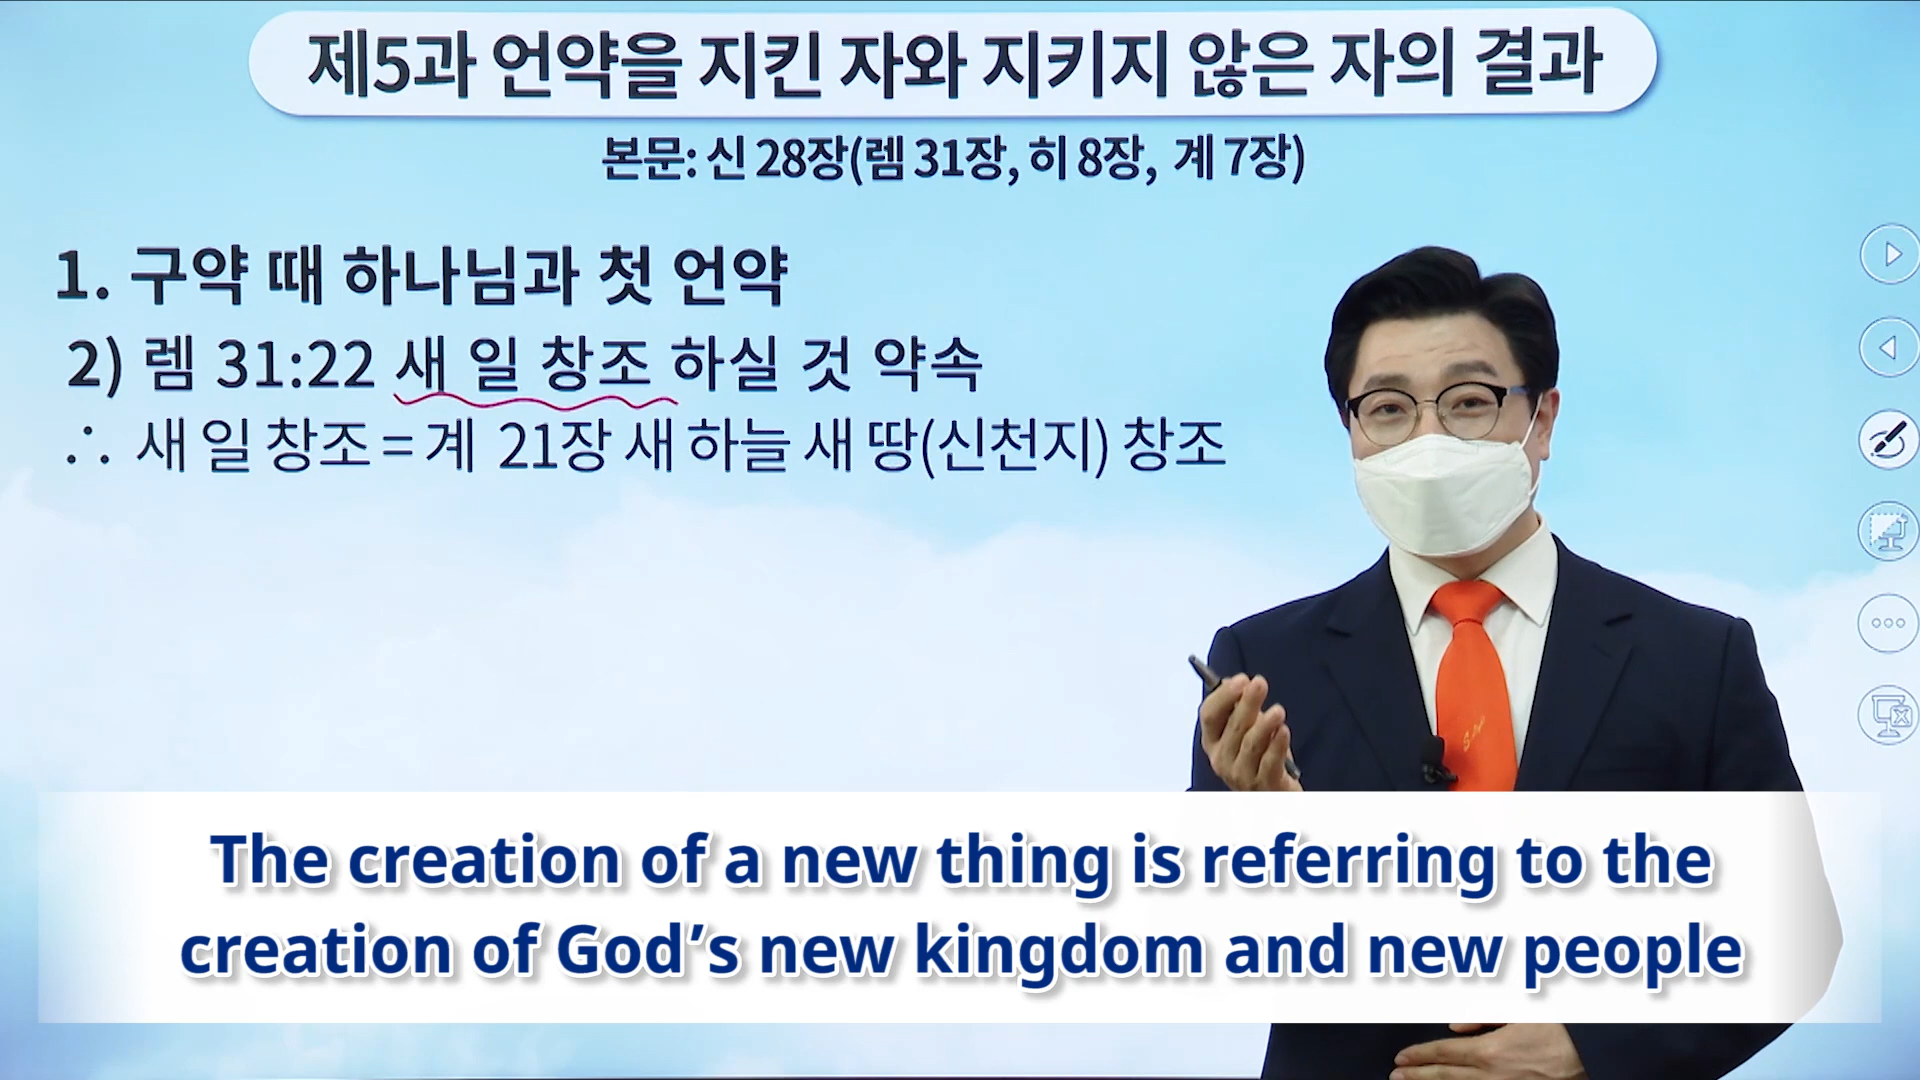 제5과 언약을 지킨 자와 지키지 않은 자의 결과
본문: 신 28장(렘 31장, 히 8장, 계 7장)
1. 구약 때 하나님과 첫 언약
2) 렘 31:22 새 일 창조 하실 것 약속
∴ 새 일 창조 = 계 21장 새 하늘 새 땅(신천지) 창조
The creation of a new thing is referring to the
creation of God’s new kingdom and new people